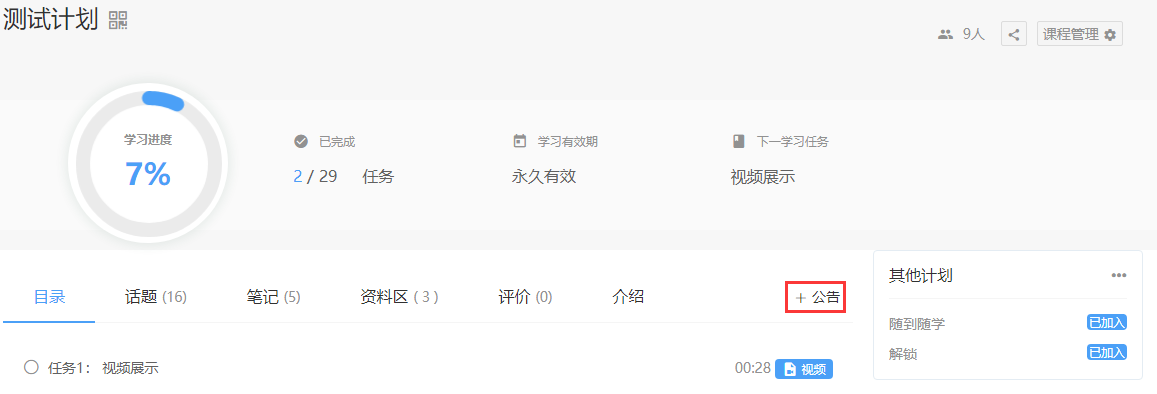 测试计划
9人
课程管理
学习进度
7%
已完成
2 / 29 任务
学习有效期
永久有效
下一学习任务
视频展示
目录 话题 (16) 笔记 (5) 资料区 ( 3 ) 评价 (0) 介绍 + 公告
任务1： 视频展示 00:28 视频
其他计划 •••
随到随学 已加入
解锁 已加入